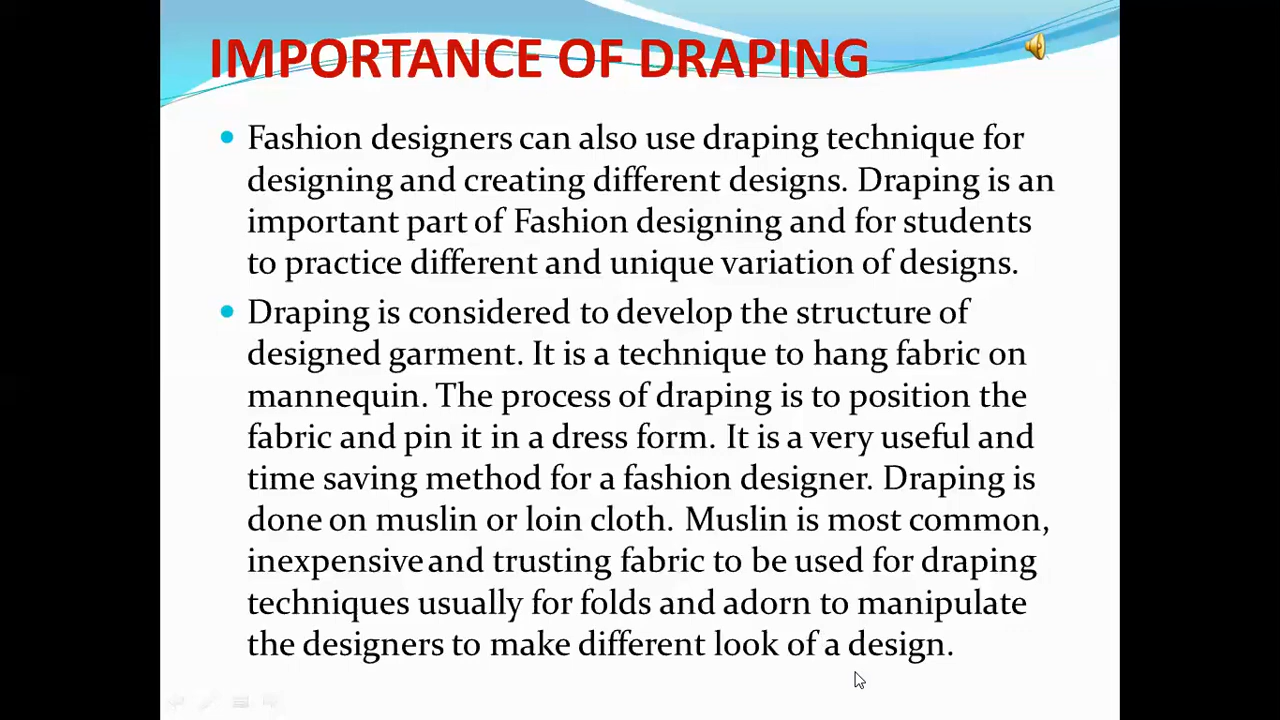 IMPORTANCE OF DRAPING
• Fashion designers can also use draping technique for
designing and creating different designs. Draping is an
important part of Fashion designing and for students
to practice different and unique variation of designs.
• Draping is considered to develop the structure of
designed garment. It is a technique to hang fabric on
mannequin. The process of draping is to position the
fabric and pin it in a dress form. It is a very useful and
time saving method for a fashion designer. Draping is
done on muslin or loin cloth. Muslin is most common,
inexpensive and trusting fabric to be used for draping
techniques usually for folds and adorn to manipulate
the designers to make different look of a design.